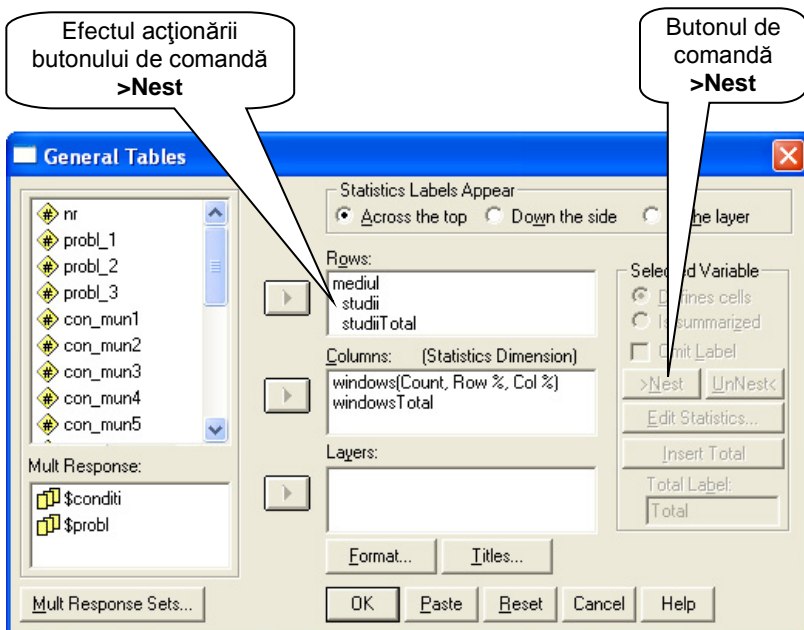 Efectul acţionării
butonului de comandă
>Nest
Butonul de
comandă
>Nest
General Tables
nr
probl_1
probl_2
probl_3
con_mun1
con_mun2
con_mun3
con_mun4
con_mun5
Mult Response:
$conditi
$probl
Mult Response Sets...
Statistics Labels Appear
Across the top Down the side he layer
Rows:
mediul
studii
studiiTotal
Columns: (Statistics Dimension)
windows(Count, Row %, Col %)
windowsTotal
Layers:
Format... Titles...
OK Paste Reset Cancel Help
Selected Variable
Defines cells
Is summarized
Omit Label
>Nest UnNest<
Edit Statistics...
Insert Total
Total Label:
Total